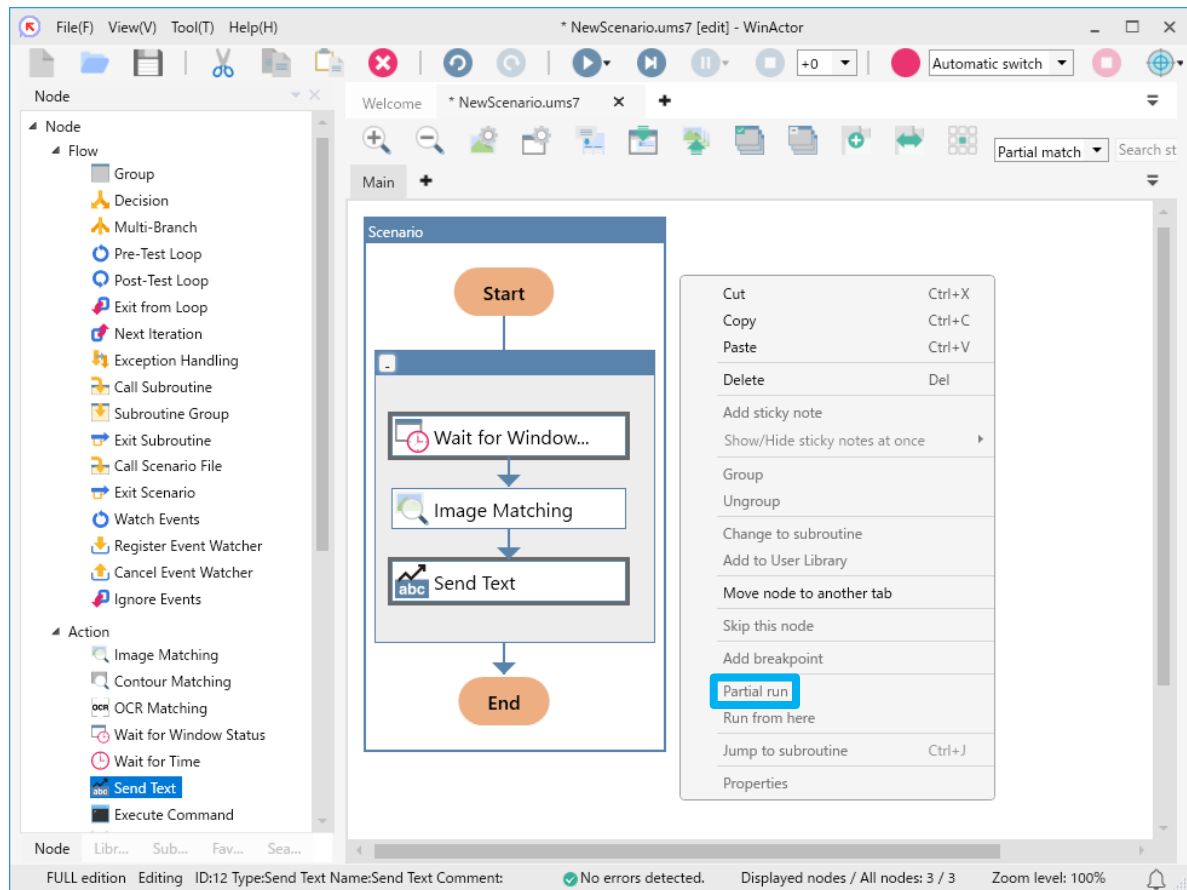 File(F) View(V) Tool(T) Help(H) * NewScenario.ums7 [edit] - WinActor
+0 Automatic switch
Node
Welcome * NewScenario.ums7
Node
Flow
Group
Decision
Multi-Branch
Pre-Test Loop
Post-Test Loop
Exit from Loop
Next Iteration
Exception Handling
Call Subroutine
Subroutine Group
Exit Subroutine
Call Scenario File
Exit Scenario
Watch Events
Register Event Watcher
Cancel Event Watcher
Ignore Events
Action
Image Matching
Contour Matching
OCR OCR Matching
Wait for Window Status
Wait for Time
abc Send Text
Execute Command
Node Libr... Sub... Fav... Sea...
Partial match Search st
Main
Scenario
Start
Wait for Window...
Image Matching
abc Send Text
End
Cut Ctrl+X
Copy Ctrl+C
Paste Ctrl+V
Delete Del
Add sticky note
Show/Hide sticky notes at once
Group
Ungroup
Change to subroutine
Add to User Library
Move node to another tab
Skip this node
Add breakpoint
Partial run
Run from here
Jump to subroutine Ctrl+J
Properties
FULL edition Editing ID:12 Type:Send Text Name:Send Text Comment: No errors detected. Displayed nodes / All nodes: 3 / 3 Zoom level: 100%